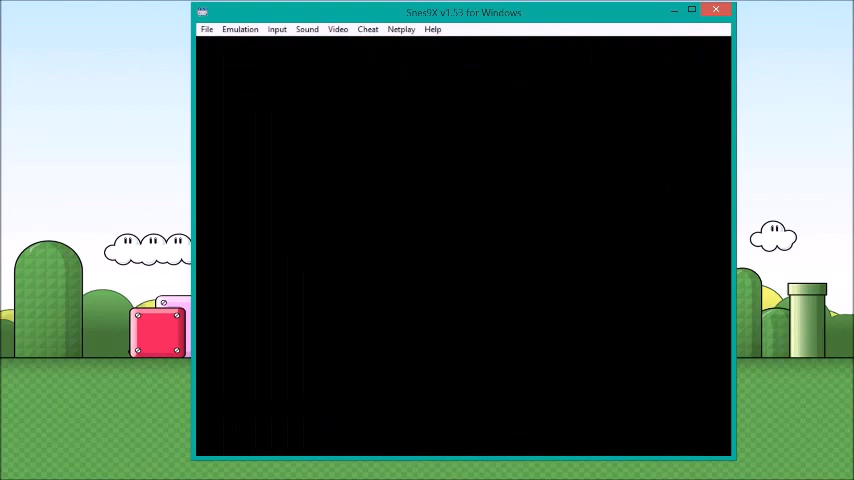 Snes9X v1.53 for Windows
File Emulation Input Sound Video Cheat Netplay Help